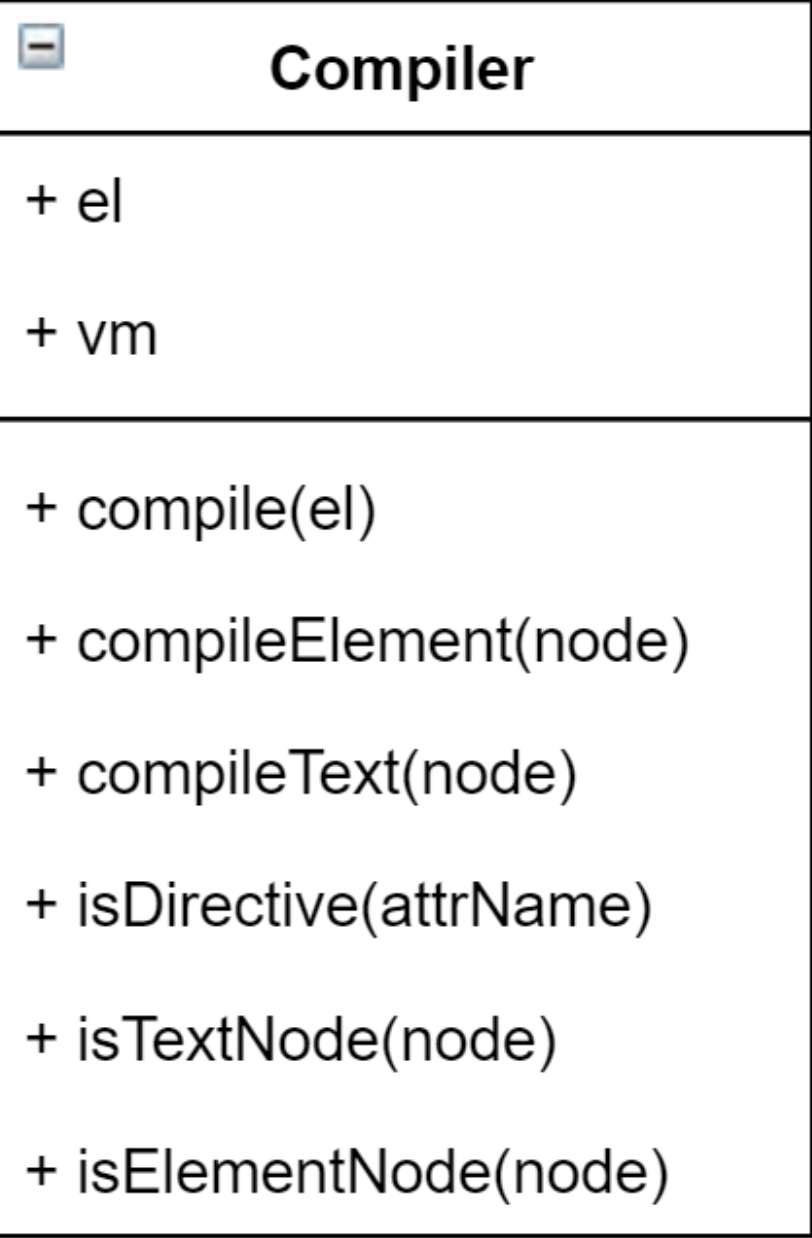 Compiler
+ el
+ vm
+ compile(el)
+ compileElement(node)
+ compileText(node)
+ isDirective(attrName)
+ isTextNode(node)
+ isElementNode(node)